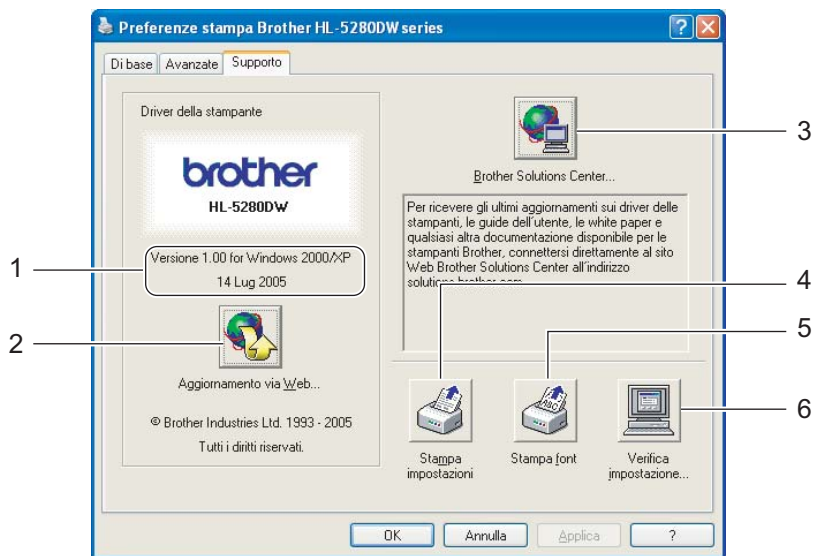 Preferenze stampa Brother HL-5280DW series
Di base Avanzate Supporto
Driver della stampante
brother
HL-5280DW
Versione 1.00 for Windows 2000/XP
14 Lug 2005
Aggiornamento via Web...
© Brother Industries Ltd. 1993 - 2005
Tutti i diritti riservati.
Brother Solutions Center...
Per ricevere gli ultimi aggiornamenti sui driver delle
stampanti, le guide dell'utente, le white paper e
qualsiasi altra documentazione disponibile per le
stampanti Brother, connettersi direttamente al sito
Web Brother Solutions Center all'indirizzo
solutions.brother.com
Stampa
impostazioni
Stampa font
Verifica
impostazione...
OK Annulla Applica ?
1
2
3
4
5
6